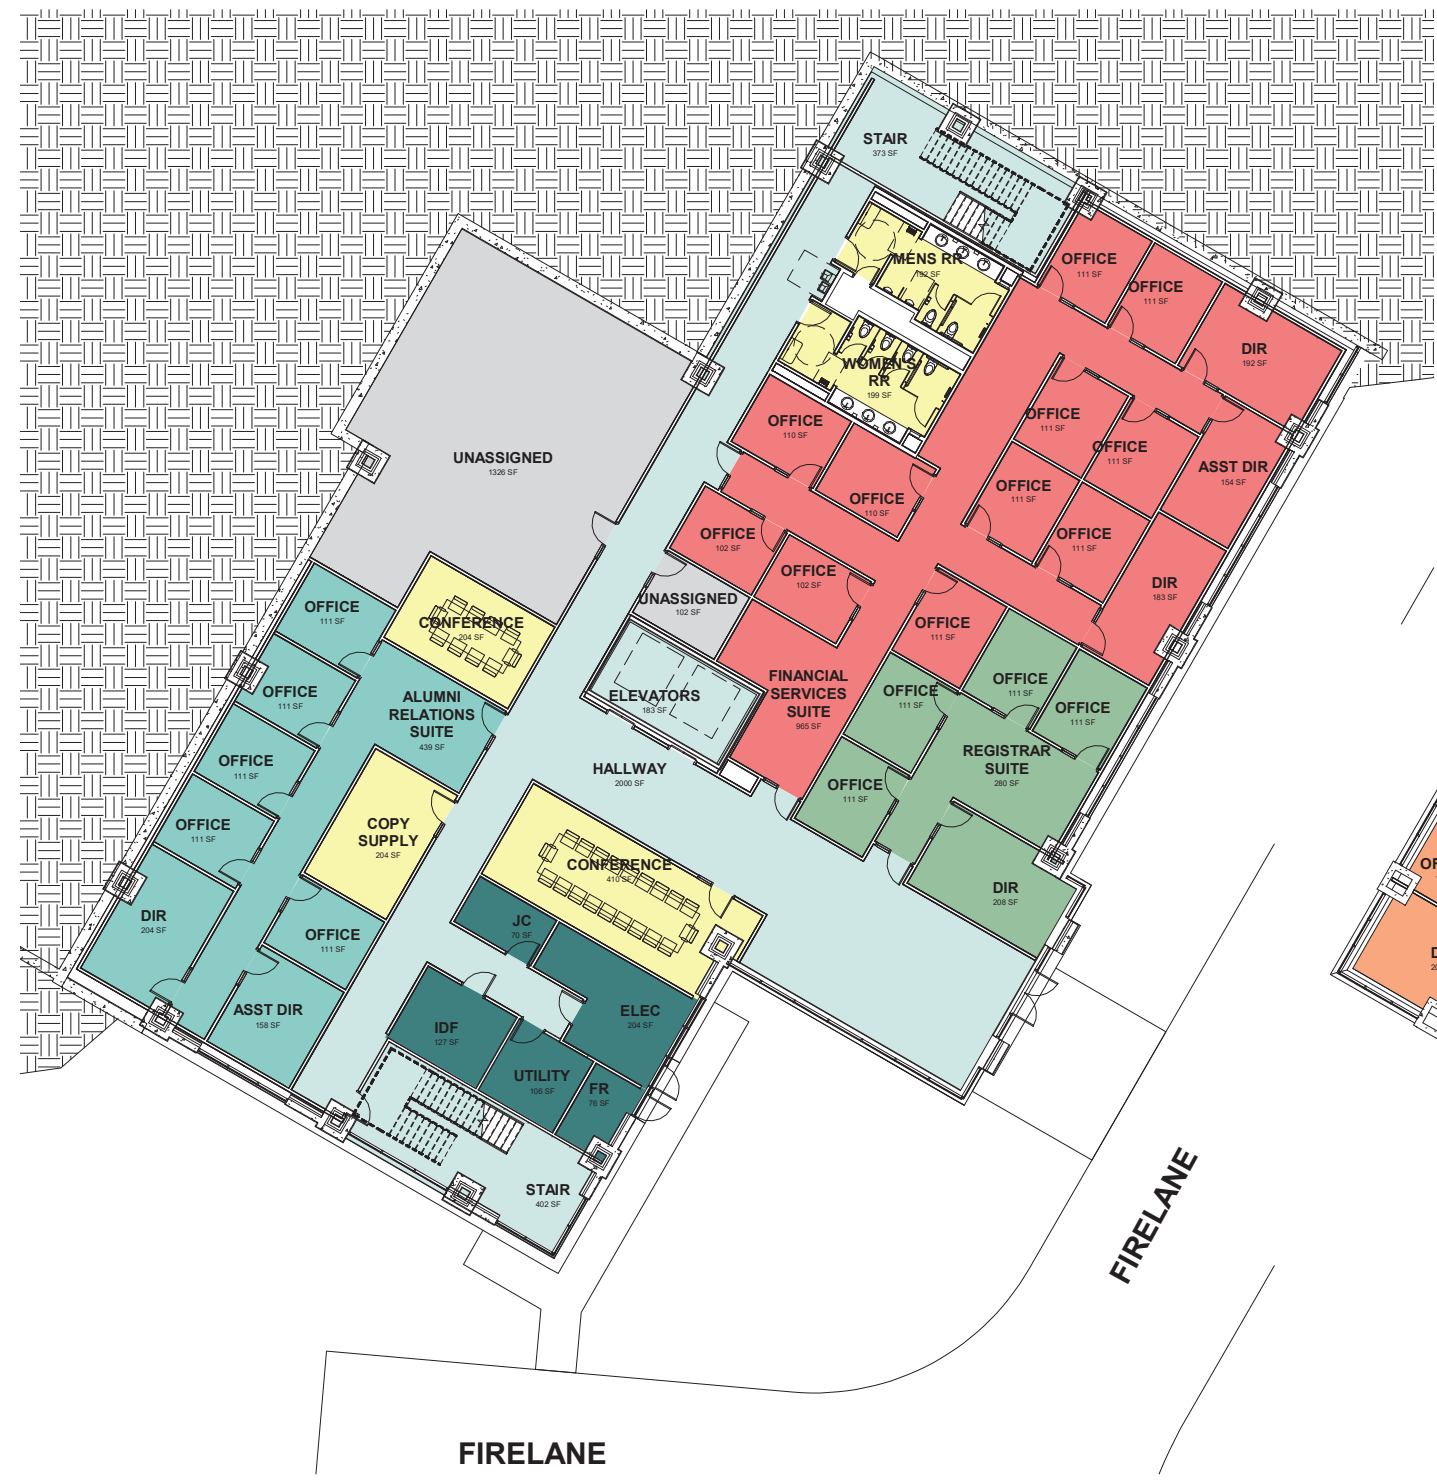 STAIR
373 SF
MENS RR
192 SF
OFFICE
111 SF
OFFICE
111 SF
DIR
192 SF
WOMEN'S
RR
199 SF
OFFICE
110 SF
OFFICE
110 SF
OFFICE
111 SF
OFFICE
111 SF
ASST DIR
154 SF
UNASSIGNED
1326 SF
OFFICE
111 SF
OFFICE
111 SF
OFFICE
102 SF
OFFICE
102 SF
DIR
183 SF
UNASSIGNED
102 SF
OFFICE
111 SF
CONFERENCE
204 SF
OFFICE
111 SF
OFFICE
111 SF
ALUMNI
RELATIONS
SUITE
439 SF
ELEVATORS
183 SF
FINANCIAL
SERVICES
SUITE
965 SF
OFFICE
111 SF
OFFICE
111 SF
OFFICE
111 SF
OFFICE
111 SF
HALLWAY
2000 SF
REGISTRAR
SUITE
280 SF
OFFICE
111 SF
OFFICE
111 SF
COPY
SUPPLY
204 SF
CONFERENCE
410 SF
DIR
208 SF
DIR
204 SF
OFFICE
111 SF
JC
70 SF
ASST DIR
158 SF
IDF
127 SF
ELEC
204 SF
UTILITY
106 SF
FR
76 SF
STAIR
402 SF
FIRELANE
FIRELANE